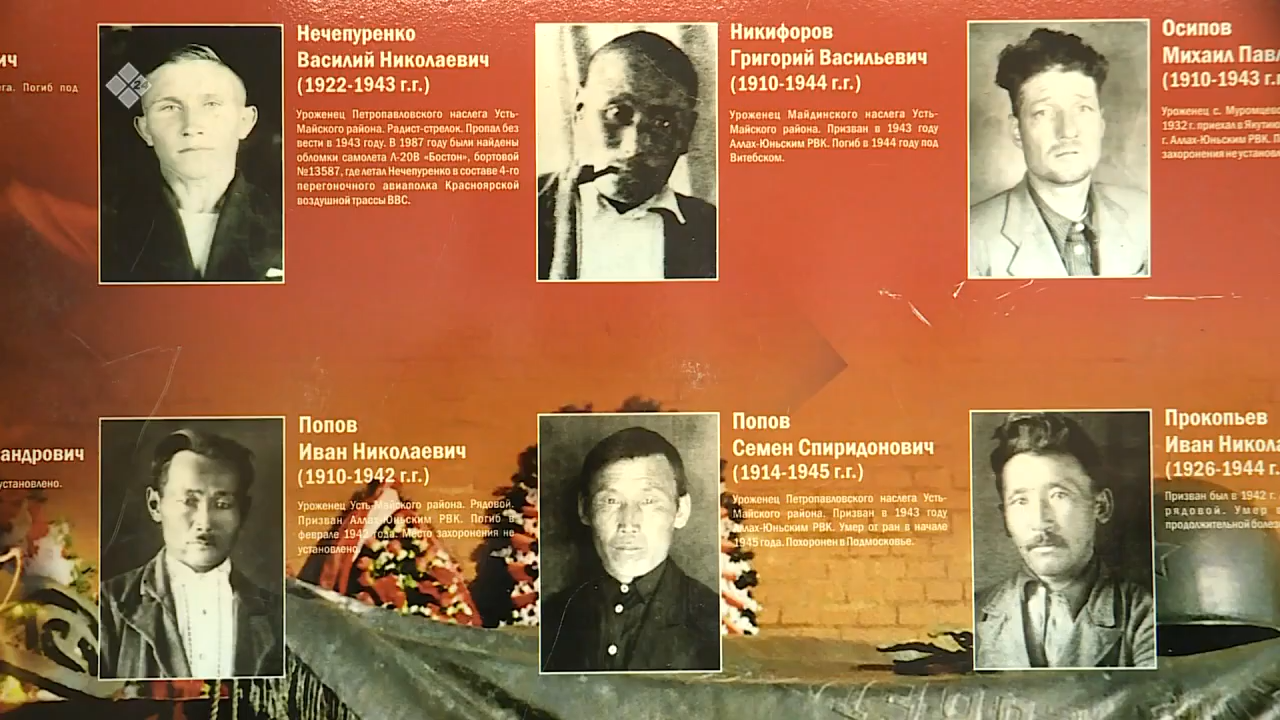 ич
га. Погиб под
Нечепуренко
Василий Николаевич
(1922-1943 г.г.)
Уроженец Петропавловского наслега Усть-
Майского района. Радист-стрелок. Пропал без
вести в 1943 году. В 1987 году были найдены
обломки самолета Л-20В «Бостон», бортовой
№13587, где летал Нечепуренко в составе 4-го
перегоночного авиаполка Красноярской
воздушной трассы ВВС.
Никифоров
Григорий Васильевич
(1910-1944 г.г.)
Уроженец Майдинского наслега Усть-
Майского района. Призван в 1943 году
Аллах-Юньским РВК. Погиб в 1944 году под
Витебском.
Осипов
Михаил Павл
(1910-1943 г.г
Уроженец с. Муромцев
1932 г. приехал в Якутин
г. Аллах-Юньским РВК. П
захоронения не установл
андрович
установлено.
Попов
Иван Николаевич
(1910-1942 г.г.)
Уроженец Усть-Майского района. Рядовой.
Призван Аллах-Юньским РВК. Погиб в
феврале 1942 года. Место захоронения не
установлено.
Попов
Семен Спиридонович
(1914-1945 г.г.)
Уроженец Петропавловского наслега Усть-
Майского района. Призван в 1943 году
Аллах-Юньским РВК. Умер от ран в начале
1945 года. Похоронен в Подмосковье.
Прокопьев
Иван Никола
(1926-1944 г.г
Призван был в 1942 г.
рядовой. Умер в
продолжительной болез